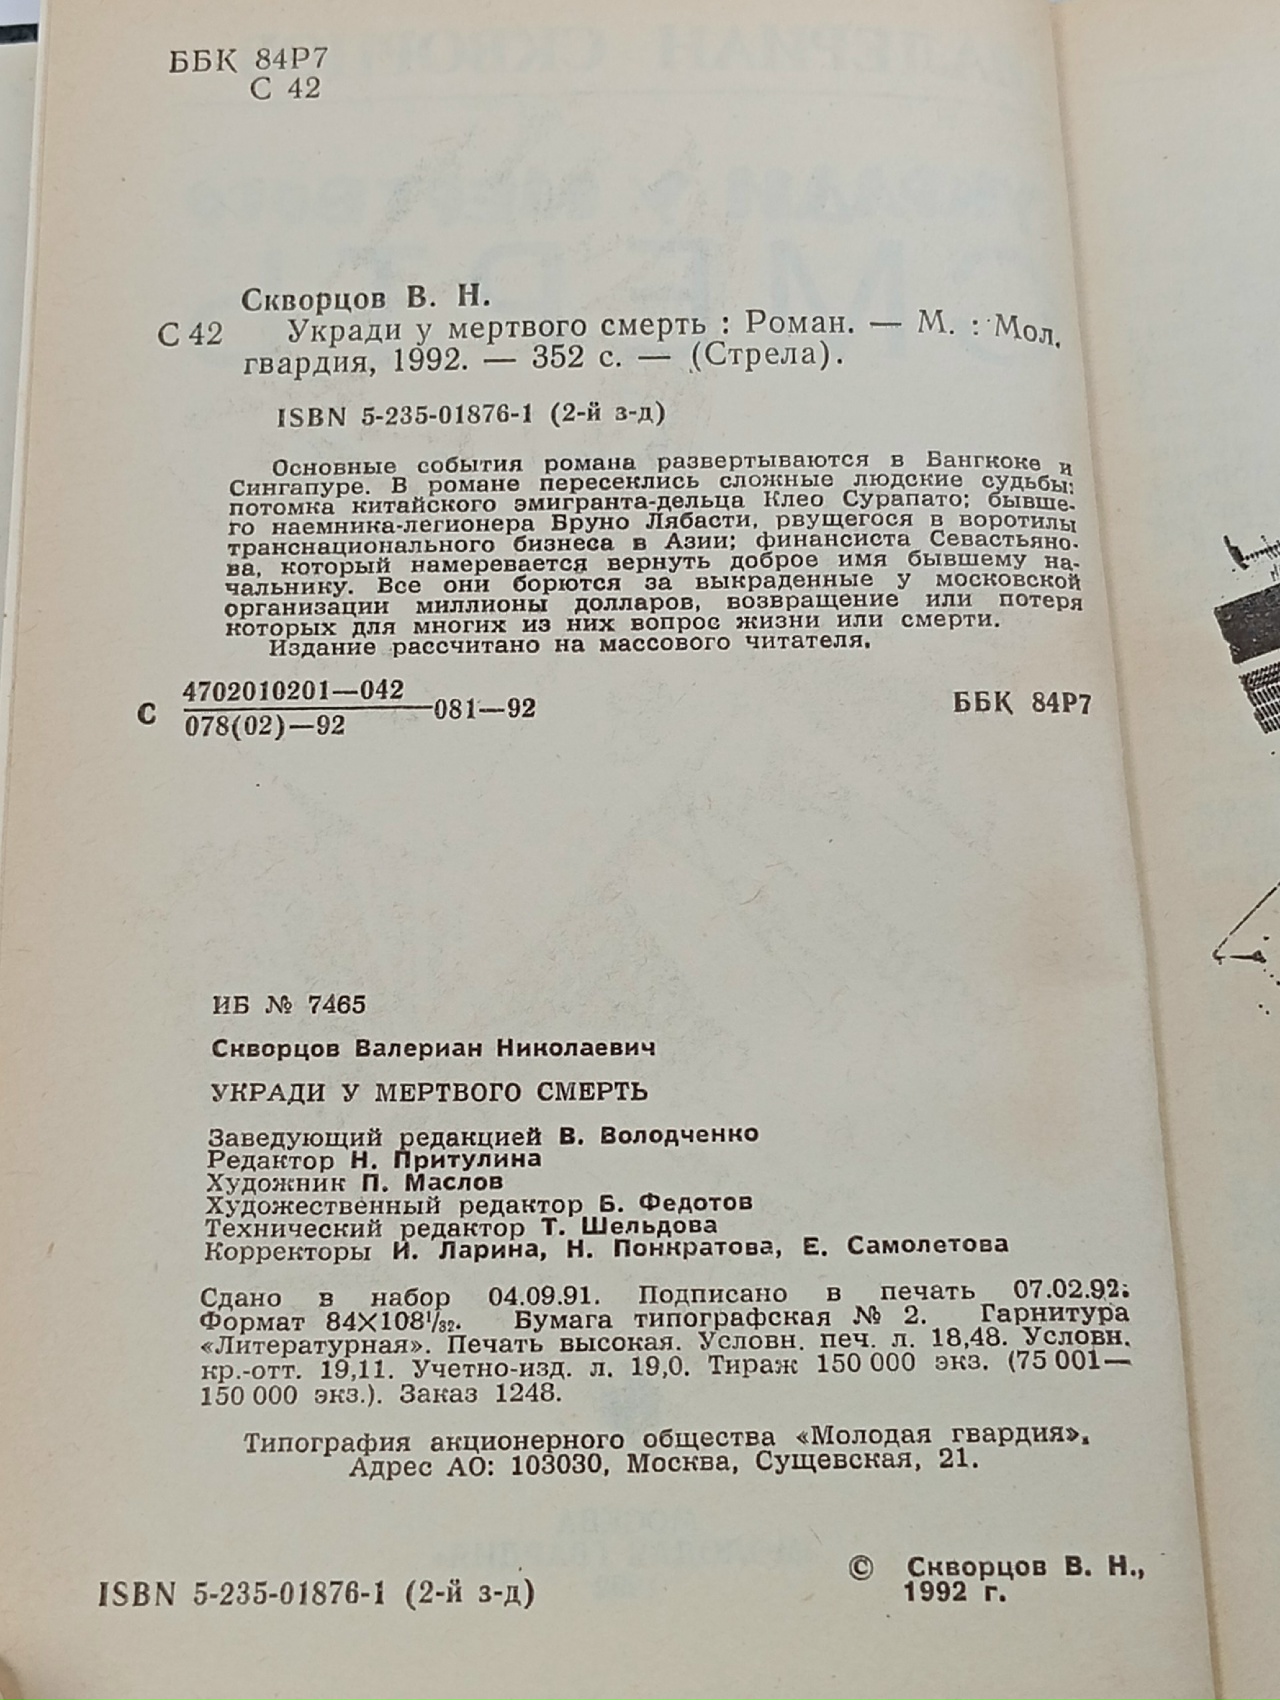 ББК 84Р7
С 42
Скворцов В. Н.
С 42 Укради у мертвого смерть : Роман. — М. : Мол.
гвардия, 1992. — 352 с. — (Стрела).
ISBN 5-235-01876-1 (2-й з-д)
Основные события романа развертываются в Бангкоке и
Сингапуре. В романе пересеклись сложные людские судьбы:
потомка китайского эмигранта-дельца Клео Сурапато; бывше-
го наемника-легионера Бруно Лябасти, рвущегося в воротилы
транснационального бизнеса в Азии; финансиста Севастьяно-
ва, который намеревается вернуть доброе имя бывшему на-
чальнику. Все они борются за выкраденные у московской
организации миллионы долларов, возвращение или потеря
которых для многих из них вопрос жизни или смерти.
Издание рассчитано на массового читателя.
С 4702010201—042
078(02)—92 081—92 ББК 84Р7
ИБ № 7465
Скворцов Валериан Николаевич
УКРАДИ У МЕРТВОГО СМЕРТЬ
Заведующий редакцией В. Володченко
Редактор Н. Притулина
Художник П. Маслов
Художественный редактор Б. Федотов
Технический редактор Т. Шельдова
Корректоры И. Ларина, Н. Понкратова, Е. Самолетова
Сдано в набор 04.09.91. Подписано в печать 07.02.92.
Формат 84×108¹/₃₂. Бумага типографская № 2. Гарнитура
«Литературная». Печать высокая. Условн. печ. л. 18,48. Условн.
кр.-отт. 19,11. Учетно-изд. л. 19,0. Тираж 150 000 экз. (75 001—
150 000 экз.). Заказ 1248.
Типография акционерного общества «Молодая гвардия».
Адрес АО: 103030, Москва, Сущевская, 21.
© Скворцов В. Н.,
ISBN 5-235-01876-1 (2-й з-д) 1992 г.